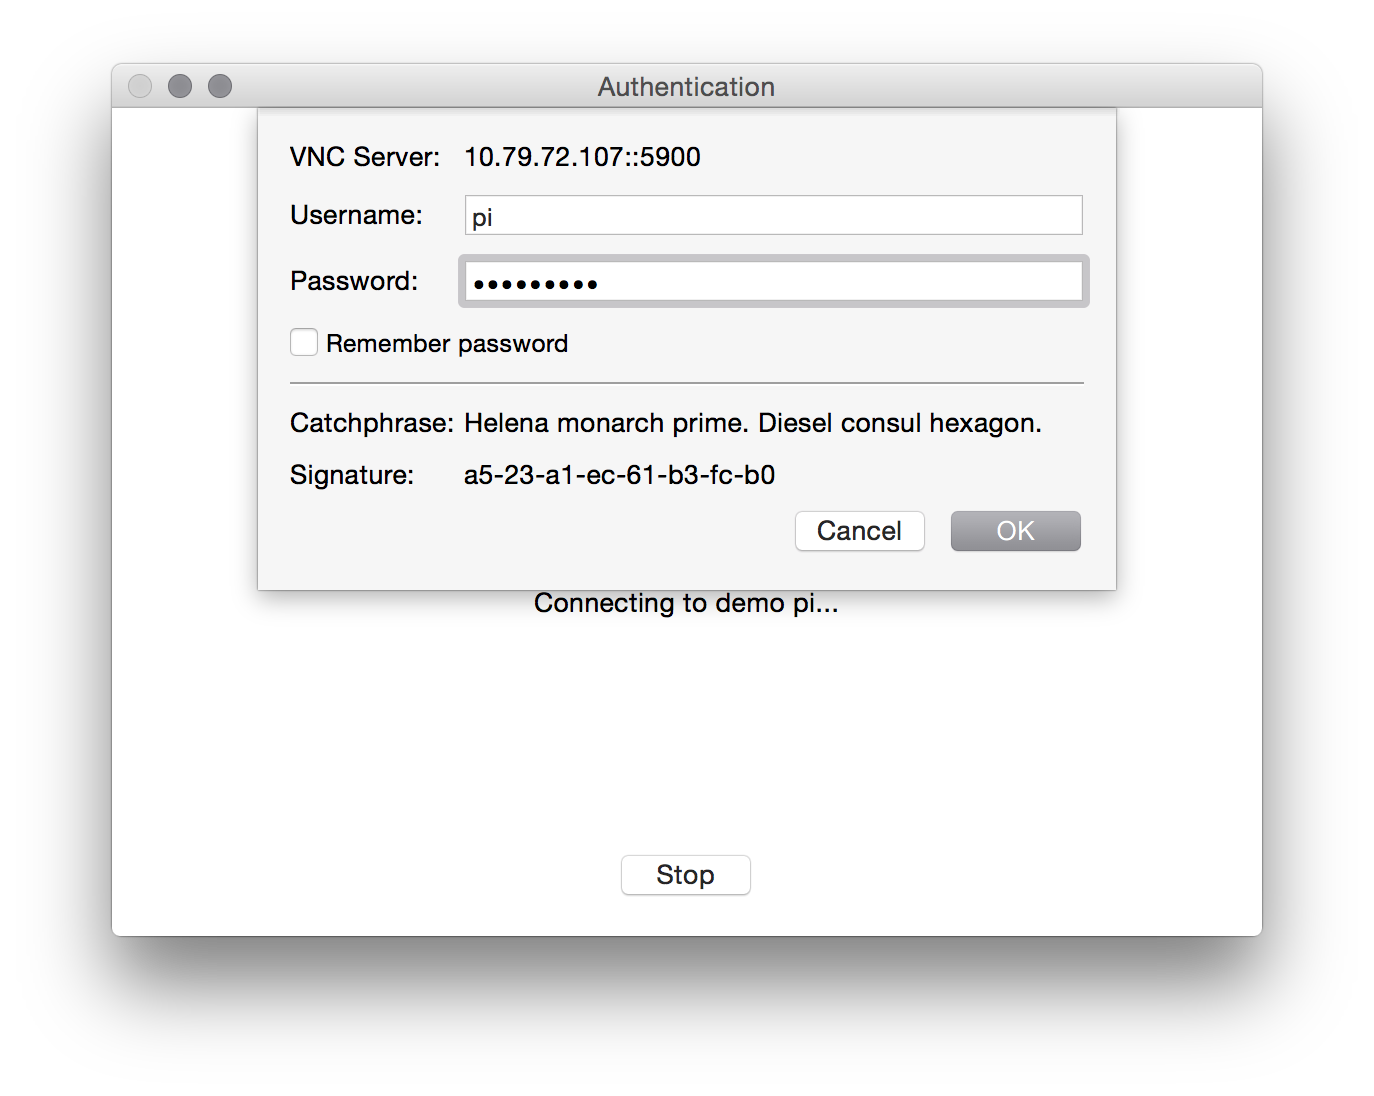 Authentication
VNC Server: 10.79.72.107::5900
Username: pi
Password: •••••••••
Remember password
Catchphrase: Helena monarch prime. Diesel consul hexagon.
Signature: a5-23-a1-ec-61-b3-fc-b0
Cancel OK
Connecting to demo pi...
Stop